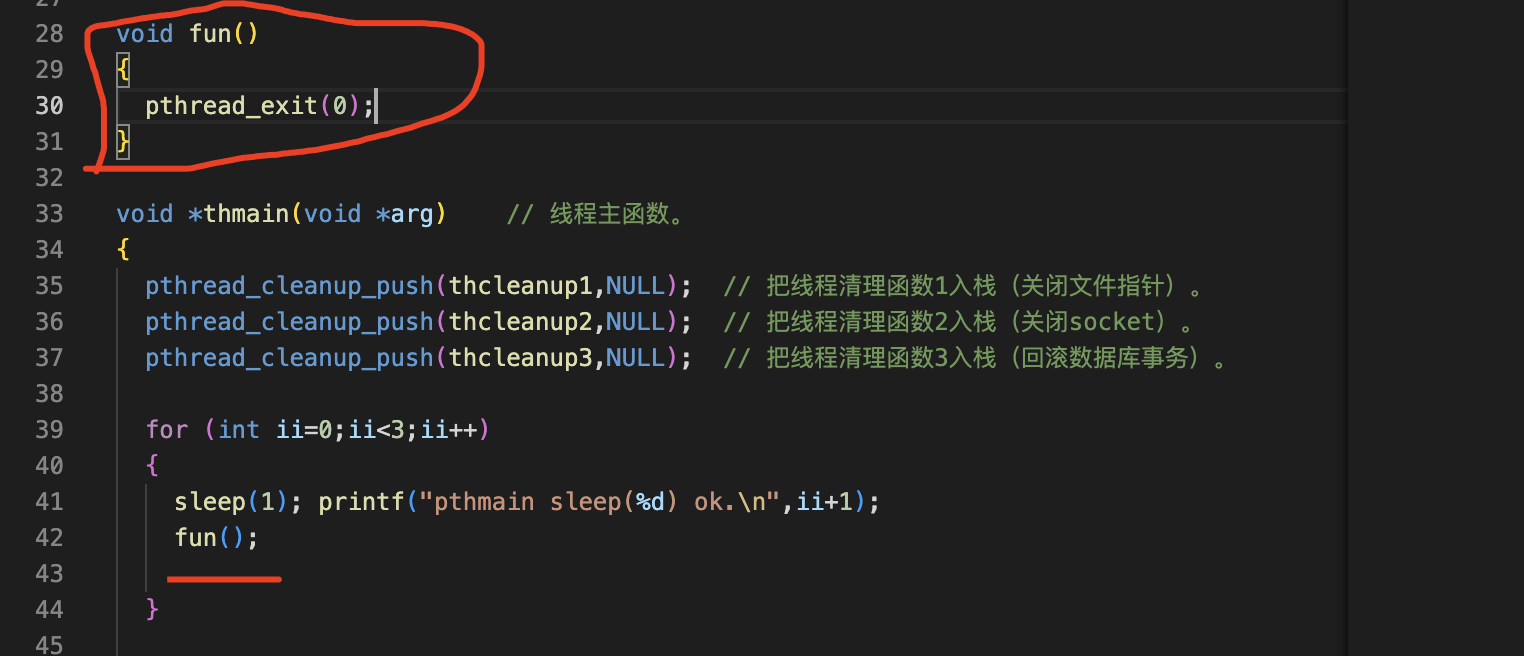 27
28 void fun()
29 {
30 pthread_exit(0);
31 }
32
33 void *thmain(void *arg) // 线程主函数。
34 {
35 pthread_cleanup_push(thcleanup1,NULL); // 把线程清理函数1入栈（关闭文件指针）。
36 pthread_cleanup_push(thcleanup2,NULL); // 把线程清理函数2入栈（关闭socket）。
37 pthread_cleanup_push(thcleanup3,NULL); // 把线程清理函数3入栈（回滚数据库事务）。
38
39 for (int ii=0;ii<3;ii++)
40 {
41 sleep(1); printf("pthmain sleep(%d) ok.\n",ii+1);
42 fun();
43
44 }
45